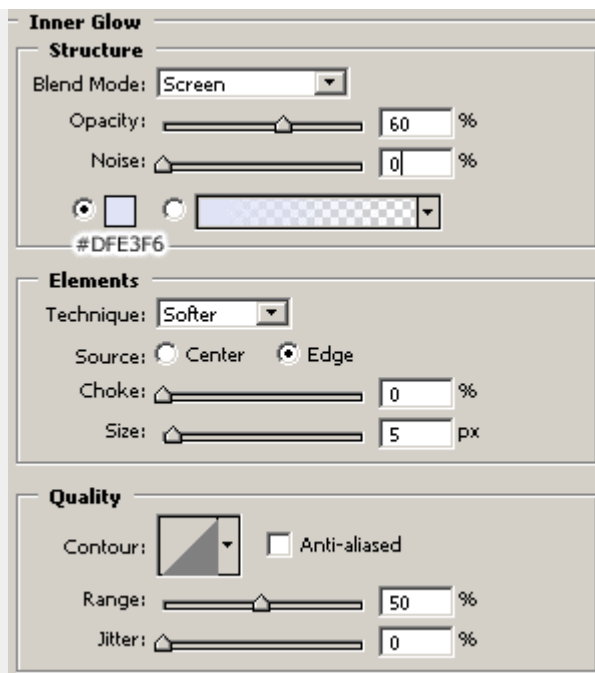 Inner Glow
Structure
Blend Mode: Screen
Opacity: 60 %
Noise: 0 %
#DFE3F6
Elements
Technique: Softer
Source: Center Edge
Choke: 0 %
Size: 5 px
Quality
Contour: Anti-aliased
Range: 50 %
Jitter: 0 %